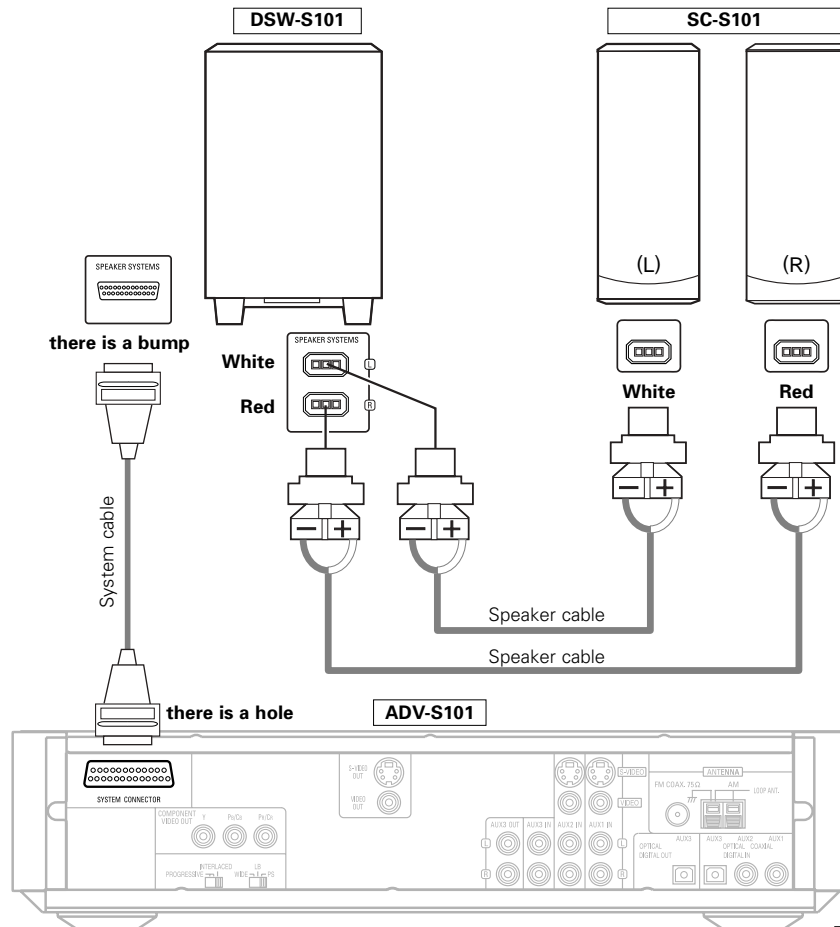 DSW-S101
SC-S101
(L)
(R)
SPEAKER SYSTEMS
there is a bump
SPEAKER SYSTEMS
White
L
Red
R
White
Red
− +
− +
− +
− +
System cable
Speaker cable
Speaker cable
there is a hole
ADV-S101
SYSTEM CONNECTOR
S-VIDEO
OUT
VIDEO
OUT
S-VIDEO
VIDEO
ANTENNA
FM COAX. 75Ω
AM
LOOP ANT.
COMPONENT
VIDEO OUT
Y
PB/CB
PR/CR
INTERLACED
PROGRESSIVE
LB
WIDE
PS
AUX3 OUT
AUX3 IN
AUX2 IN
AUX1 IN
L
L
R
R
AUX3
AUX3
AUX2
AUX1
OPTICAL
DIGITAL OUT
OPTICAL
COAXIAL
DIGITAL IN